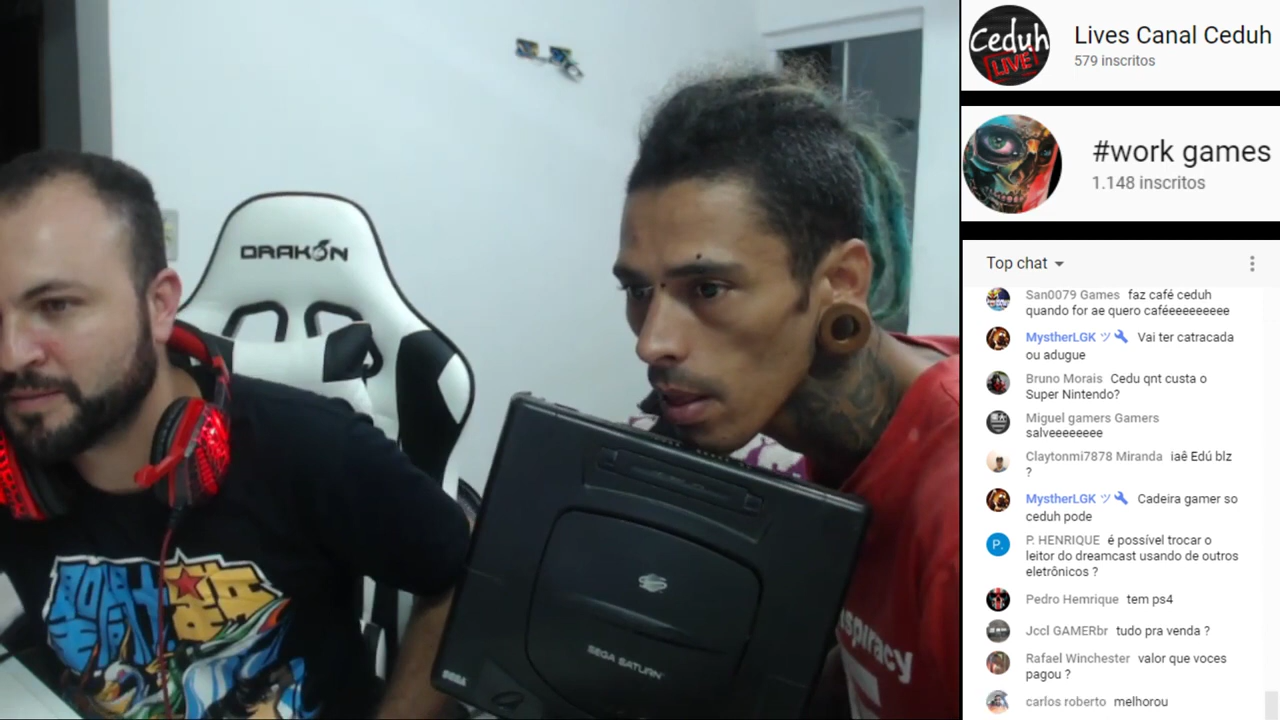 Ceduh
LIVE
Lives Canal Ceduh
579 inscritos
#work games
1.148 inscritos
Top chat
San0079 Games faz café ceduh
quando for ae quero caféeeeeeeeee
MystherLGK ツ Vai ter catracada
ou adugue
Bruno Morais Cedu qnt custa o
Super Nintendo?
Miguel gamers Gamers
salveeeeeeee
Claytonmi7878 Miranda iaê Edú blz
?
MystherLGK ツ Cadeira gamer so
ceduh pode
P.
P. HENRIQUE é possível trocar o
leitor do dreamcast usando de outros
eletrônicos ?
Pedro Hemrique tem ps4
Jccl GAMERbr tudo pra venda ?
Rafael Winchester valor que voces
pagou ?
carlos roberto melhorou
DRAKON
SEGA SATURN
SEGA
spiracy